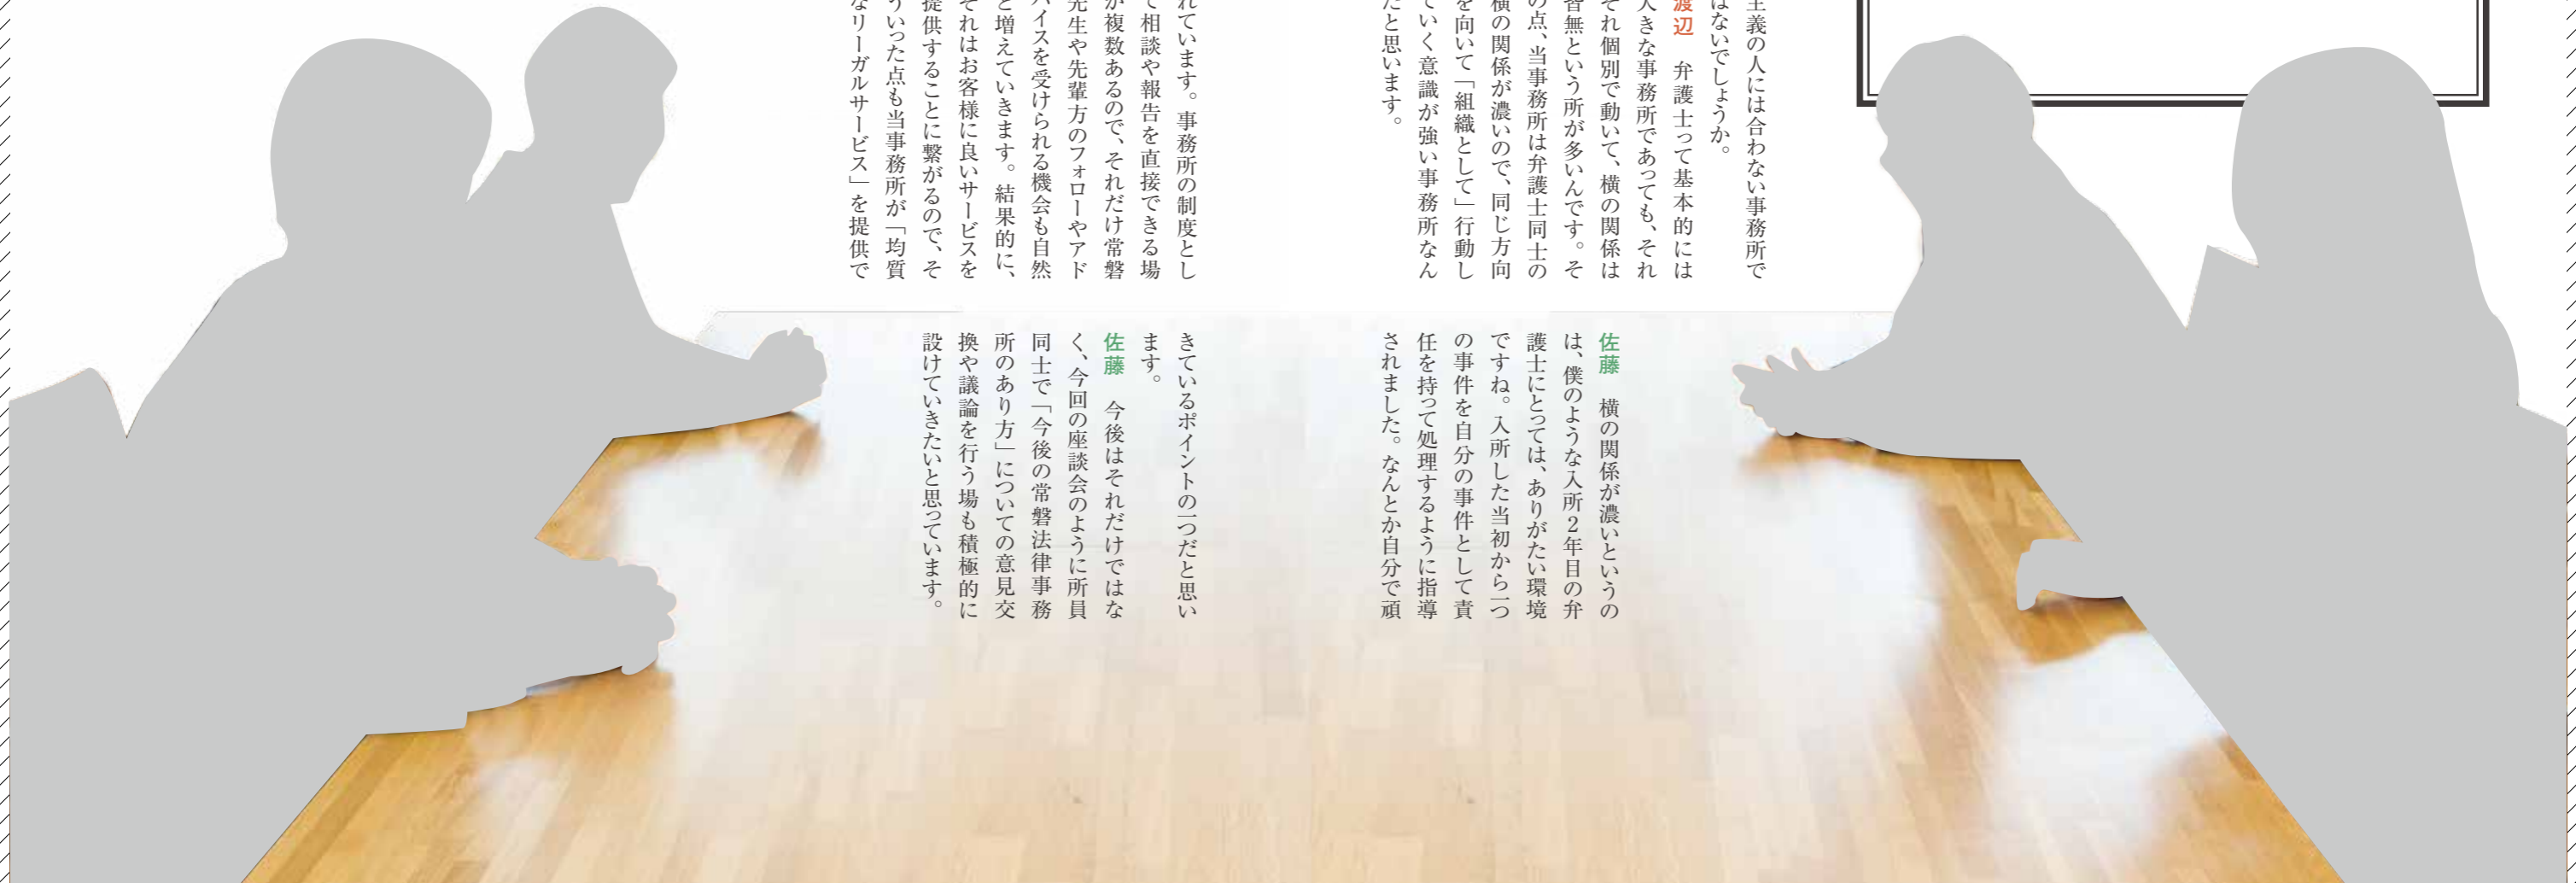 主義の人には合わない事務所で
はないでしょうか。
渡辺　弁護士って基本的には
大きな事務所であっても、それ
ぞれ個別で動いて、横の関係は
皆無という所が多いんです。そ
の点、当事務所は弁護士同士の
横の関係が濃いので、同じ方向
を向いて「組織として」行動し
ていく意識が強い事務所なん
だと思います。
佐藤　横の関係が濃いというの
は、僕のような入所2年目の弁
護士にとっては、ありがたい環境
ですね。入所した当初から一つ
の事件を自分の事件として責
任を持って処理するように指導
されました。なんとか自分で頑
れています。事務所の制度とし
て相談や報告を直接できる場
が複数あるので、それだけ常磐
先生や先輩方のフォローやアド
バイスを受けられる機会も自然
と増えていきます。結果的に、
それはお客様に良いサービスを
提供することに繋がるので、そ
ういった点も当事務所が「均質
なリーガルサービス」を提供で
きているポイントの一つだと思い
ます。
佐藤　今後はそれだけではな
く、今回の座談会のように所員
同士で「今後の常磐法律事務
所のあり方」についての意見交
換や議論を行う場も積極的に
設けていきたいと思っています。